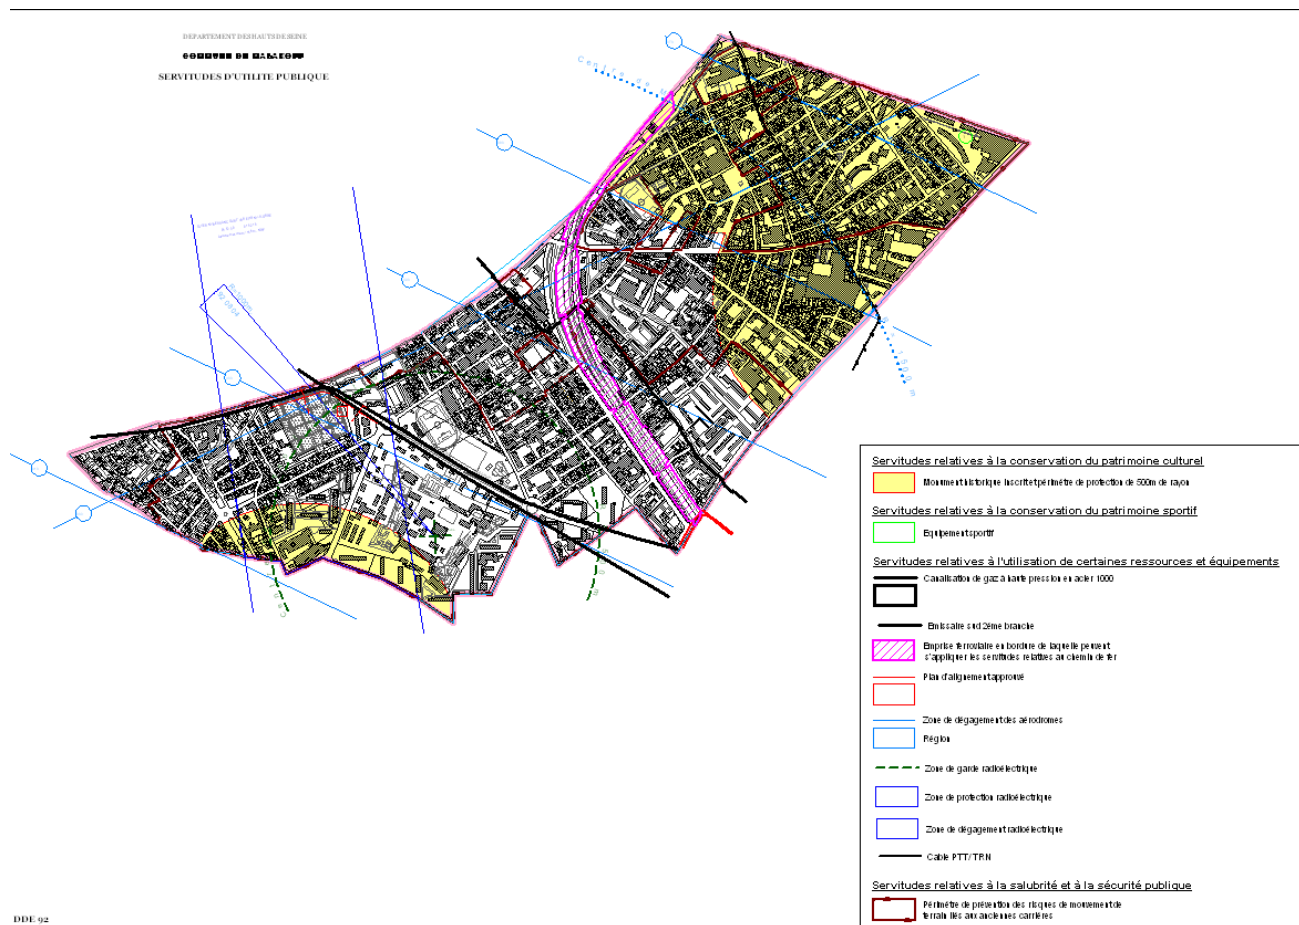 DEPARTEMENT DES HAUTS DE SEINE
COMMUNE DE MALAKOFF
SERVITUDES D'UTILITE PUBLIQUE
Centre de
R = 1500 m
Servitudes relatives à la conservation du patrimoine culturel
Monument historique inscrit et périmètre de protection de 500m de rayon
Servitudes relatives à la conservation du patrimoine sportif
Equipement sportif
Servitudes relatives à l'utilisation de certaines ressources et équipements
Canalisation de gaz à haute pression en acier 1000
Emissaire sud 2ème branche
Emprise ferroviaire en bordure de laquelle peuvent
s'appliquer les servitudes relatives au chemin de fer
Plan d'alignement approuvé
Zone de dégagement des aérodromes
Région
Zone de garde radioélectrique
Zone de protection radioélectrique
Zone de dégagement radioélectrique
Cable PTT/TRN
Servitudes relatives à la salubrité et à la sécurité publique
Périmètre de prévention des risques de mouvement de
terrain liés aux anciennes carrières
DDE 92